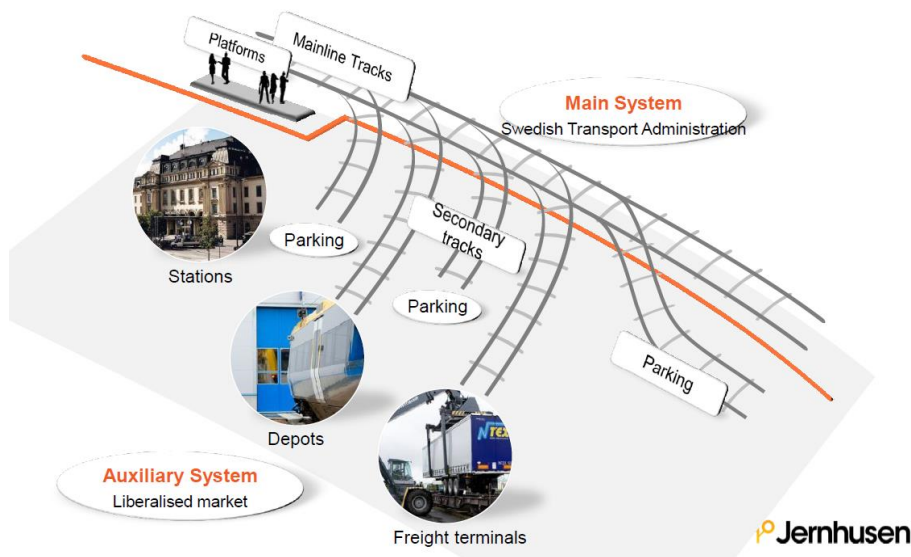 Platforms
Mainline Tracks
Main System
Swedish Transport Administration
Parking
Secondary
tracks
Stations
Parking
Parking
Depots
NTEX
Auxiliary System
Liberalised market
Freight terminals
Jernhusen